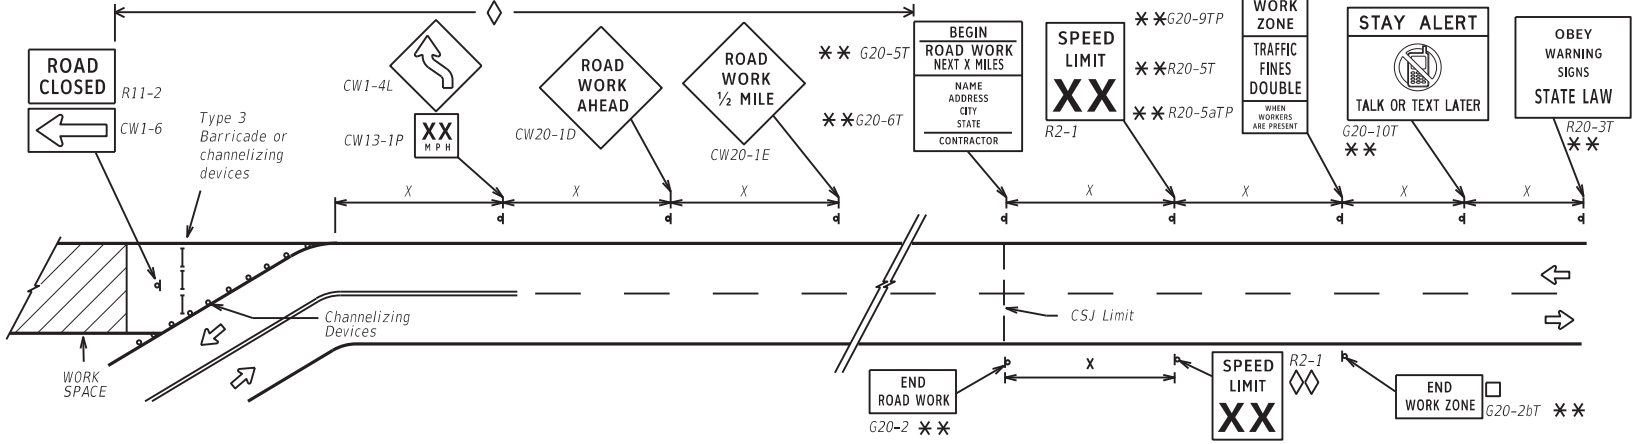 ROAD
CLOSED
R11-2
CW1-6
Type 3
Barricade or
channelizing
devices
CW1-4L
XX
MPH
CW13-1P
ROAD
WORK
AHEAD
CW20-1D
ROAD
WORK
½ MILE
CW20-1E
** G20-5T
**G20-6T
BEGIN
ROAD WORK
NEXT X MILES
NAME
ADDRESS
CITY
STATE
CONTRACTOR
SPEED
LIMIT
XX
R2-1
**G20-9TP
**R20-5T
**R20-5aTP
WORK
ZONE
TRAFFIC
FINES
DOUBLE
WHEN
WORKERS
ARE PRESENT
STAY ALERT
TALK OR TEXT LATER
G20-10T
**
OBEY
WARNING
SIGNS
STATE LAW
R20-3T
**
X
X
X
X
X
X
X
Channelizing
Devices
WORK
SPACE
CSJ Limit
X
END
ROAD WORK
G20-2 **
SPEED
LIMIT
XX
R2-1
END
WORK ZONE
G20-2bT **